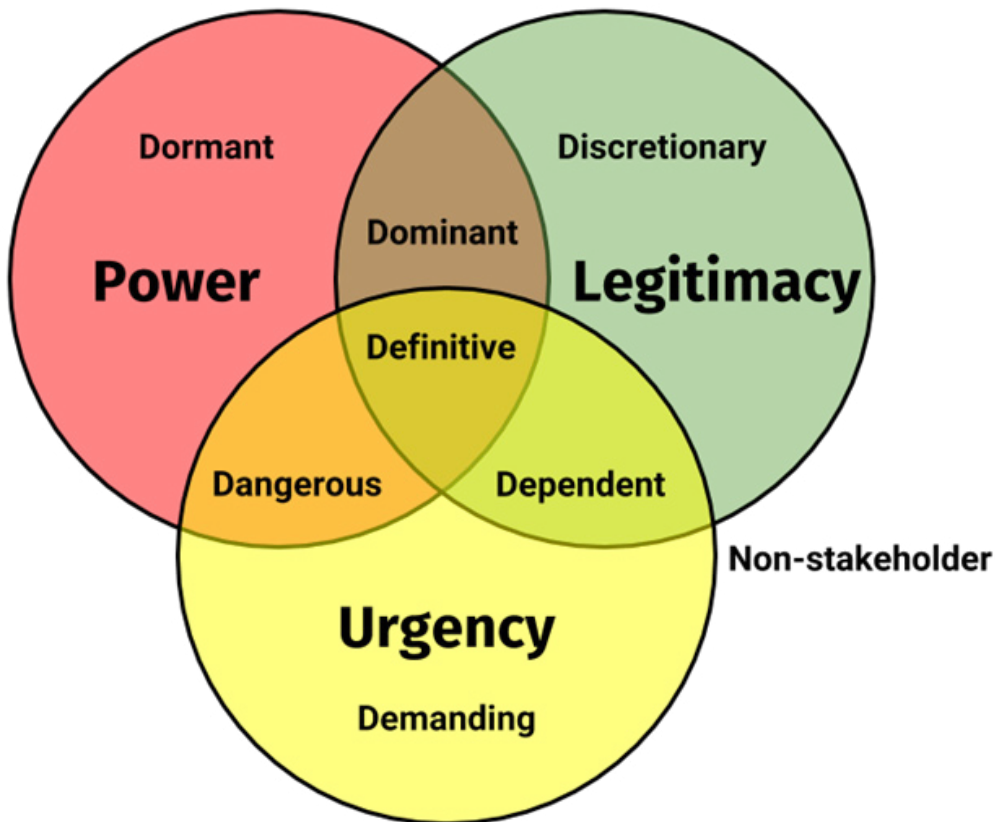 Dormant
Discretionary
Dominant
Power
Legitimacy
Definitive
Dangerous
Dependent
Non-stakeholder
Urgency
Demanding